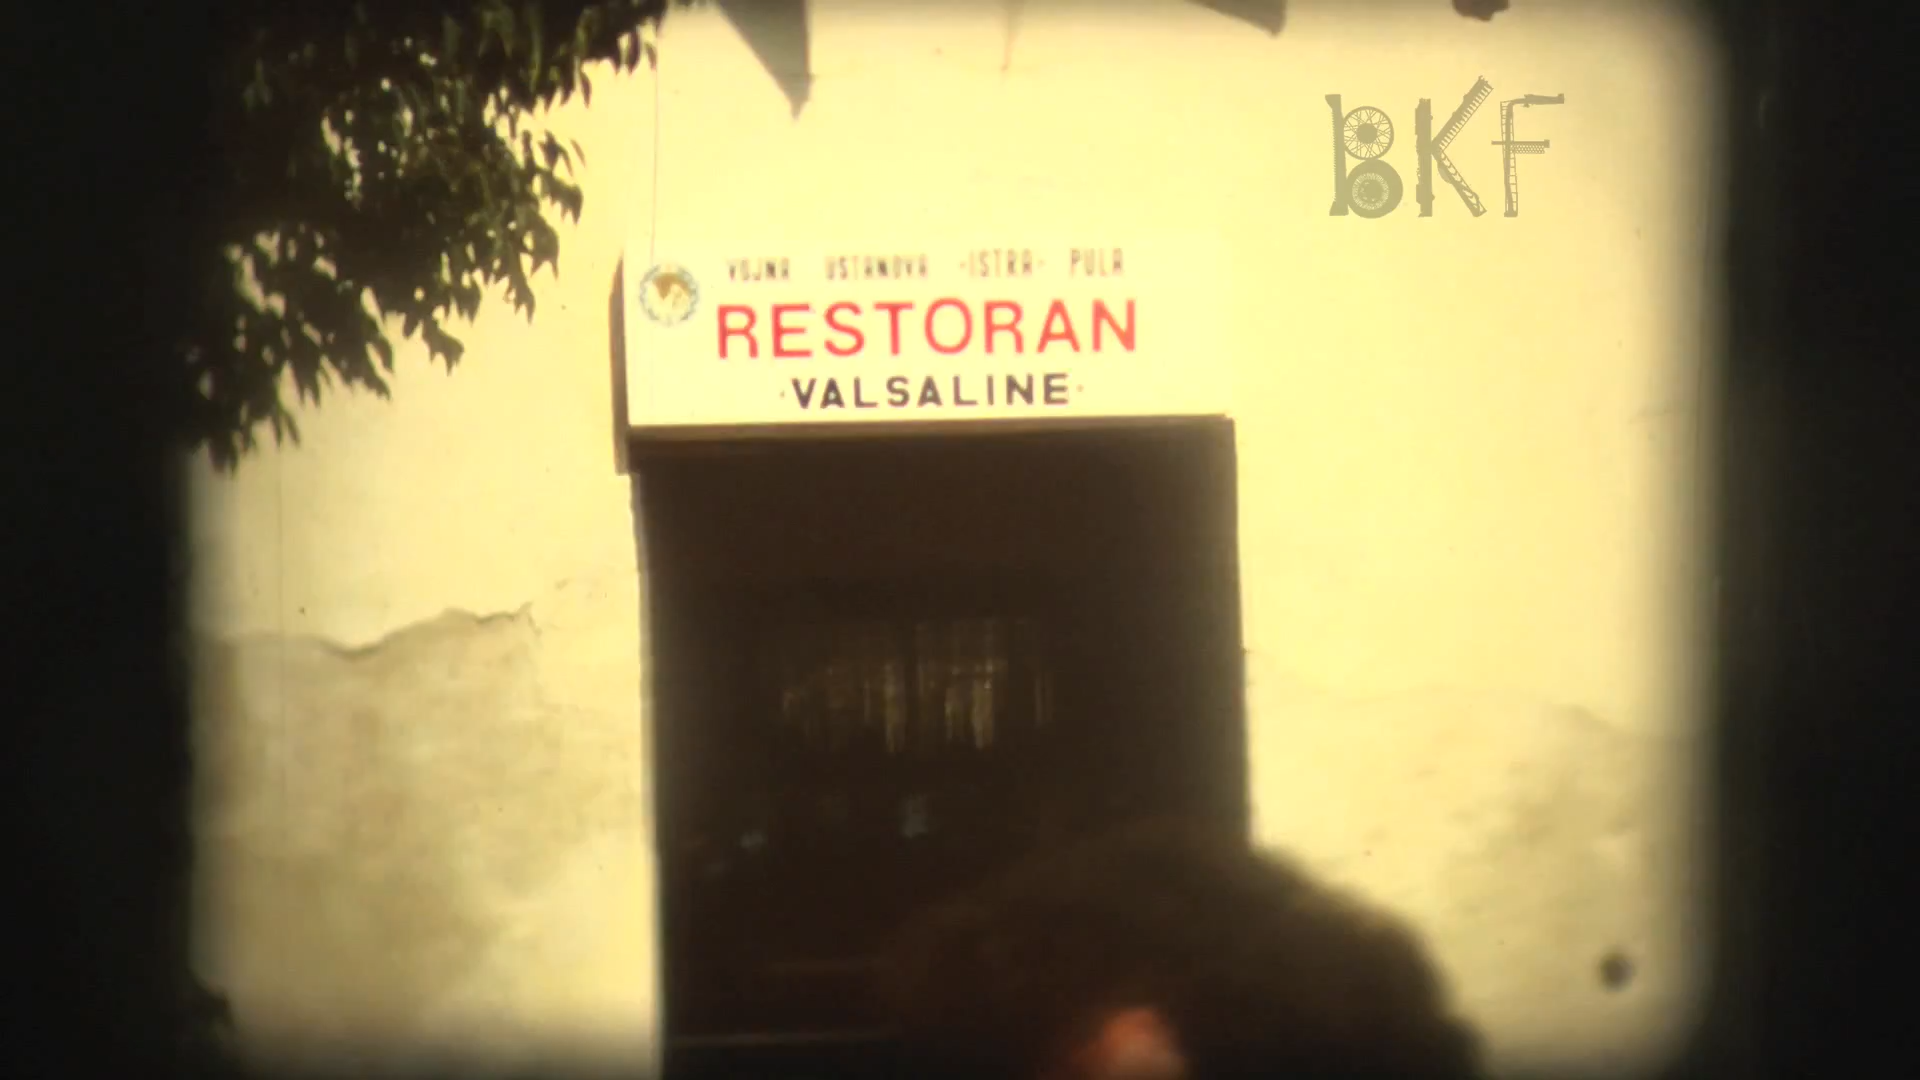 BKF
VOJNA USTANOVA "ISTRA" PULA
RESTORAN
"VALSALINE"